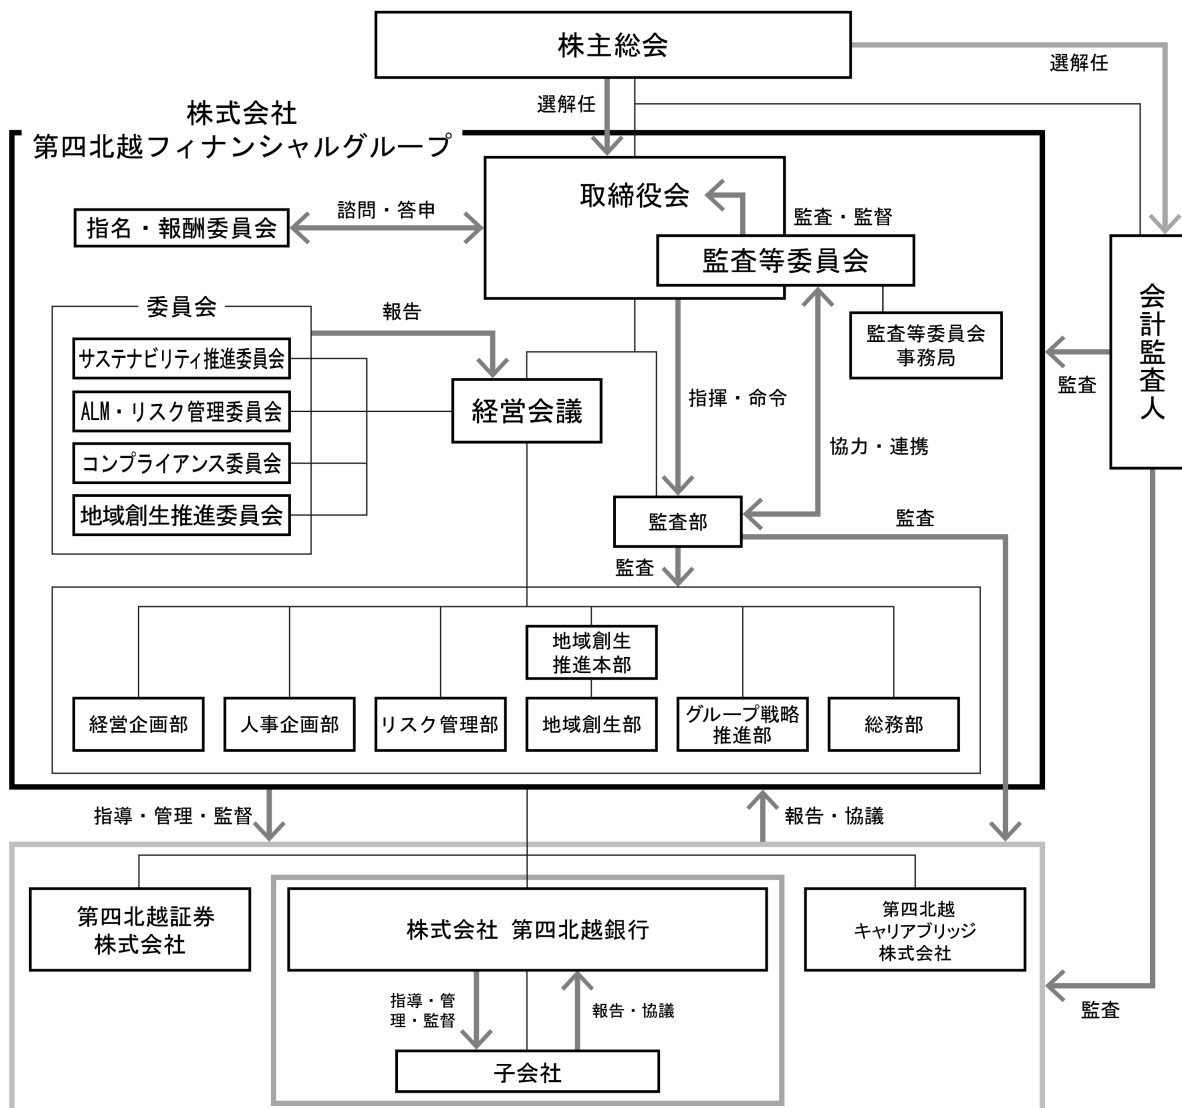 株主総会
選解任
選解任
株式会社
第四北越フィナンシャルグループ
取締役会
監査・監督
指名・報酬委員会
諮問・答申
監査等委員会
委員会
報告
監査等委員会
事務局
会計監査人
サステナビリティ推進委員会
監査
ALM・リスク管理委員会
経営会議
指揮・命令
協力・連携
コンプライアンス委員会
地域創生推進委員会
監査部
監査
監査
地域創生
推進本部
経営企画部
人事企画部
リスク管理部
地域創生部
グループ戦略
推進部
総務部
指導・管理・監督
報告・協議
第四北越証券
株式会社
株式会社 第四北越銀行
第四北越
キャリアブリッジ
株式会社
指導・管
理・監督
報告・協議
監査
子会社